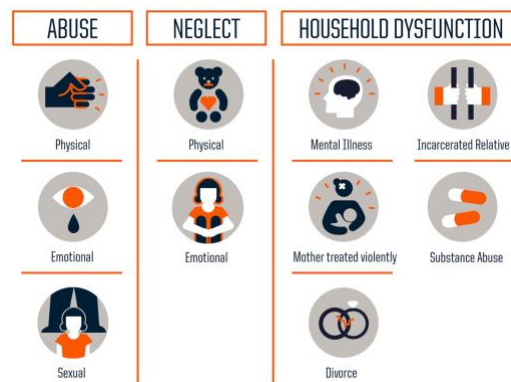 ABUSE
Physical
Emotional
Sexual
NEGLECT
Physical
Emotional
HOUSEHOLD DYSFUNCTION
Mental Illness
Incarcerated Relative
Mother treated violently
Substance Abuse
Divorce